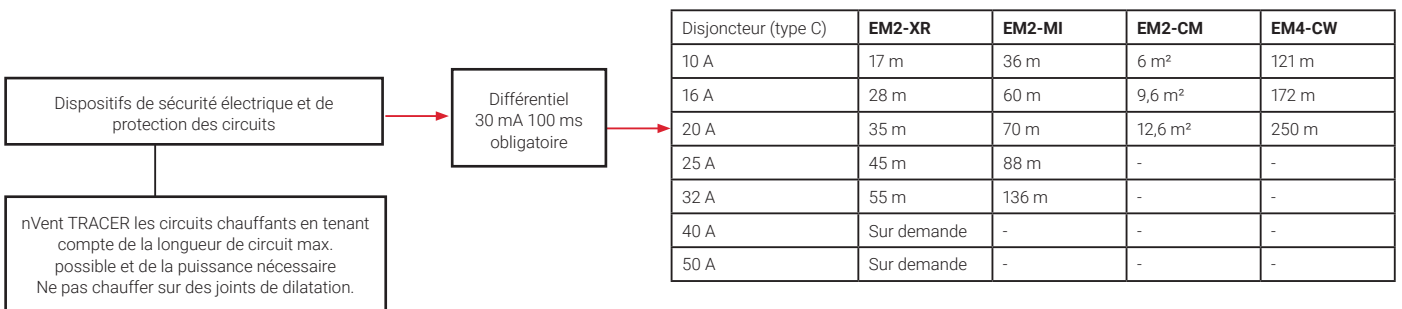 Dispositifs de sécurité électrique et de
protection des circuits
nVent TRACER les circuits chauffants en tenant
compte de la longueur de circuit max.
possible et de la puissance nécessaire
Ne pas chauffer sur des joints de dilatation.
Différentiel
30 mA 100 ms
obligatoire
Disjoncteur (type C) EM2-XR EM2-MI EM2-CM EM4-CW
10 A 17 m 36 m 6 m² 121 m
16 A 28 m 60 m 9,6 m² 172 m
20 A 35 m 70 m 12,6 m² 250 m
25 A 45 m 88 m - -
32 A 55 m 136 m - -
40 A Sur demande - - -
50 A Sur demande - - -